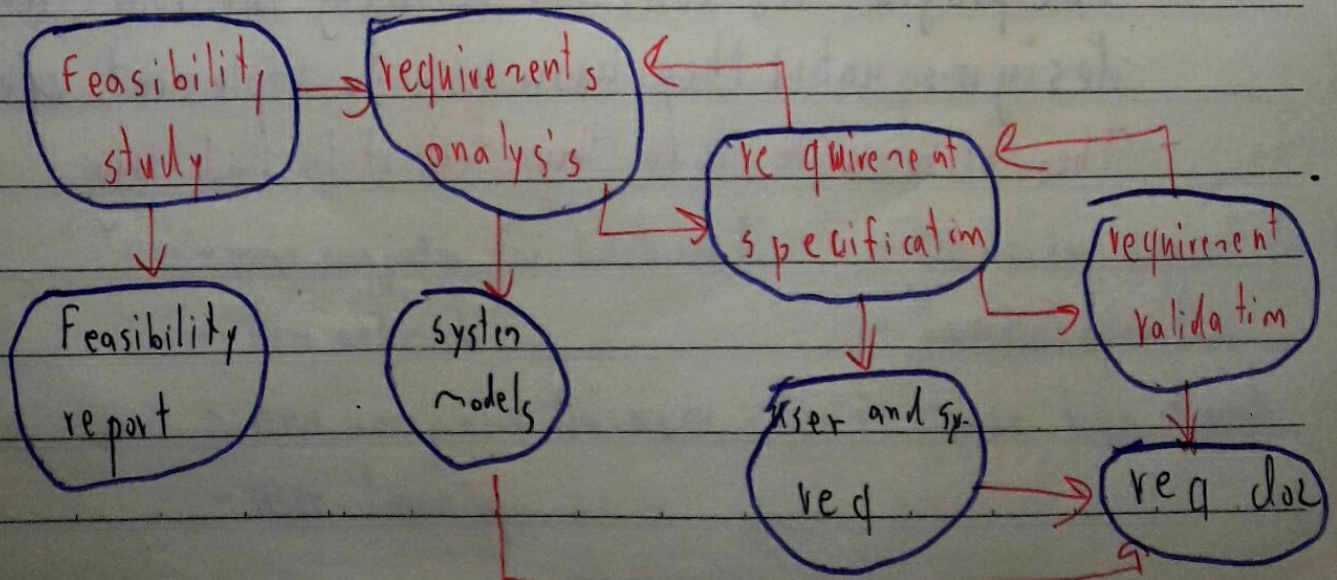 Feasibility
study
requirements
analysis
requirement
specification
requirement
validation
Feasibility
report
system
models
user and sy-
req
req doc